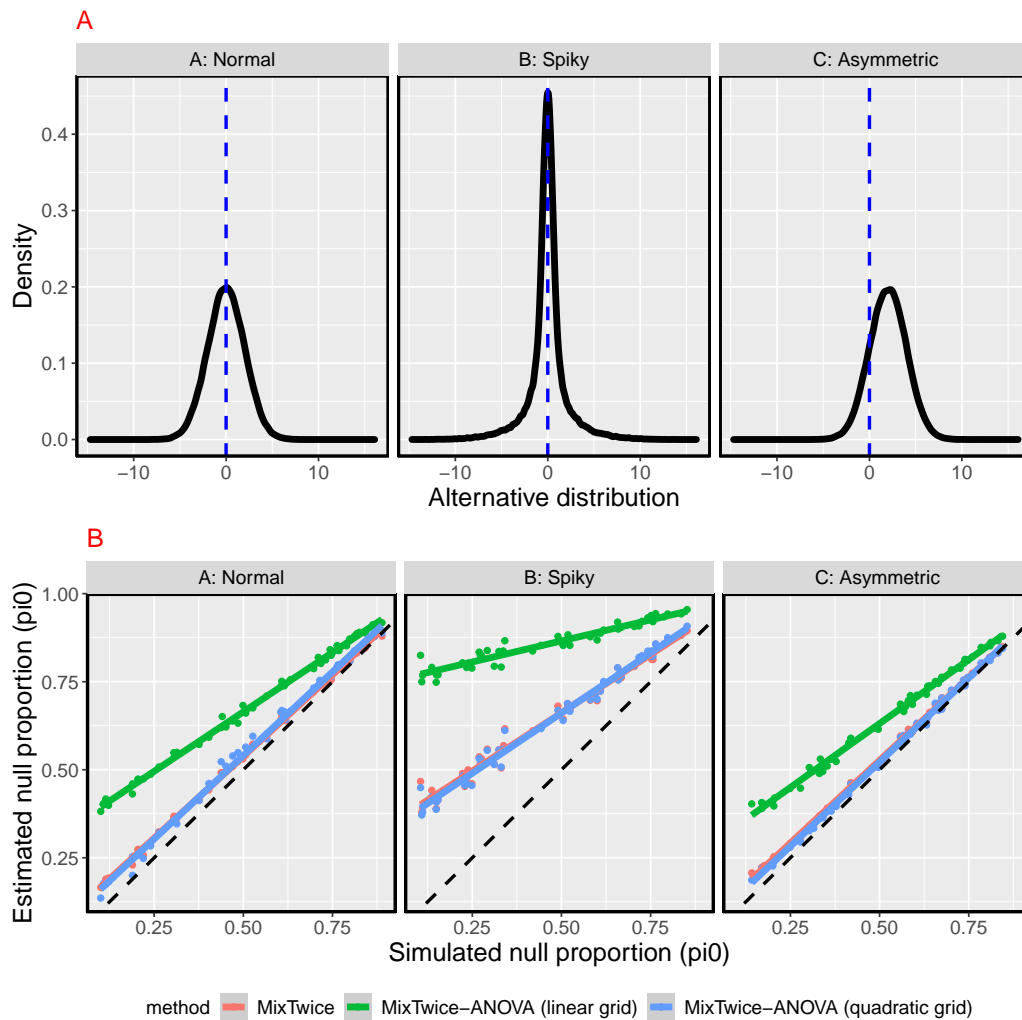 A
A: Normal
B: Spiky
C: Asymmetric
Density
0.4
0.3
0.2
0.1
0.0
−10 0 10 −10 0 10 −10 0 10
Alternative distribution
B
A: Normal
B: Spiky
C: Asymmetric
Estimated null proportion (pi0)
1.00
0.75
0.50
0.25
0.25 0.50 0.75 0.25 0.50 0.75 0.25 0.50 0.75
Simulated null proportion (pi0)
method MixTwice MixTwice−ANOVA (linear grid) MixTwice−ANOVA (quadratic grid)